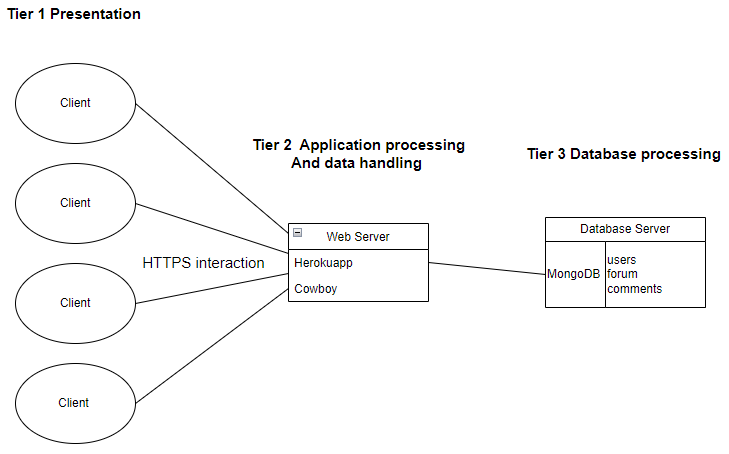 Tier 1 Presentation
Client
Client
Client
Client
HTTPS interaction
Tier 2  Application processing
And data handling
Web Server
Herokuapp
Cowboy
Tier 3 Database processing
Database Server
MongoDB
users
forum
comments